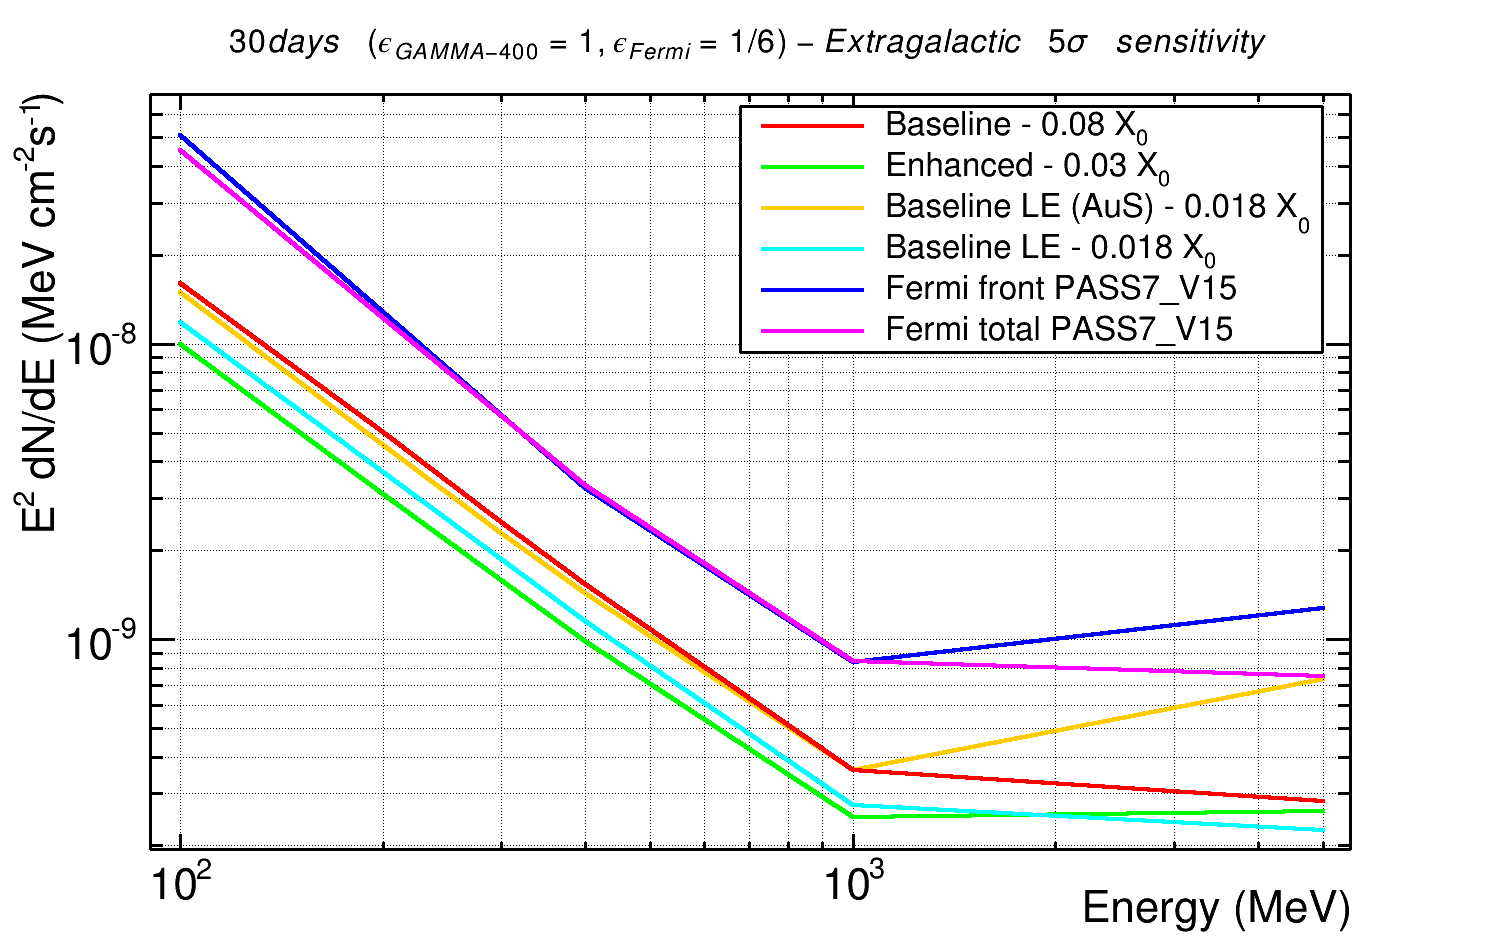 30days (ϵ_GAMMA−400 = 1, ϵ_Fermi = 1/6) − Extragalactic 5σ sensitivity
E² dN/dE (MeV cm⁻²s⁻¹)
Baseline - 0.08 X₀
Enhanced - 0.03 X₀
Baseline LE (AuS) - 0.018 X₀
Baseline LE - 0.018 X₀
Fermi front PASS7_V15
Fermi total PASS7_V15
10⁻⁸
10⁻⁹
10² 10³
Energy (MeV)